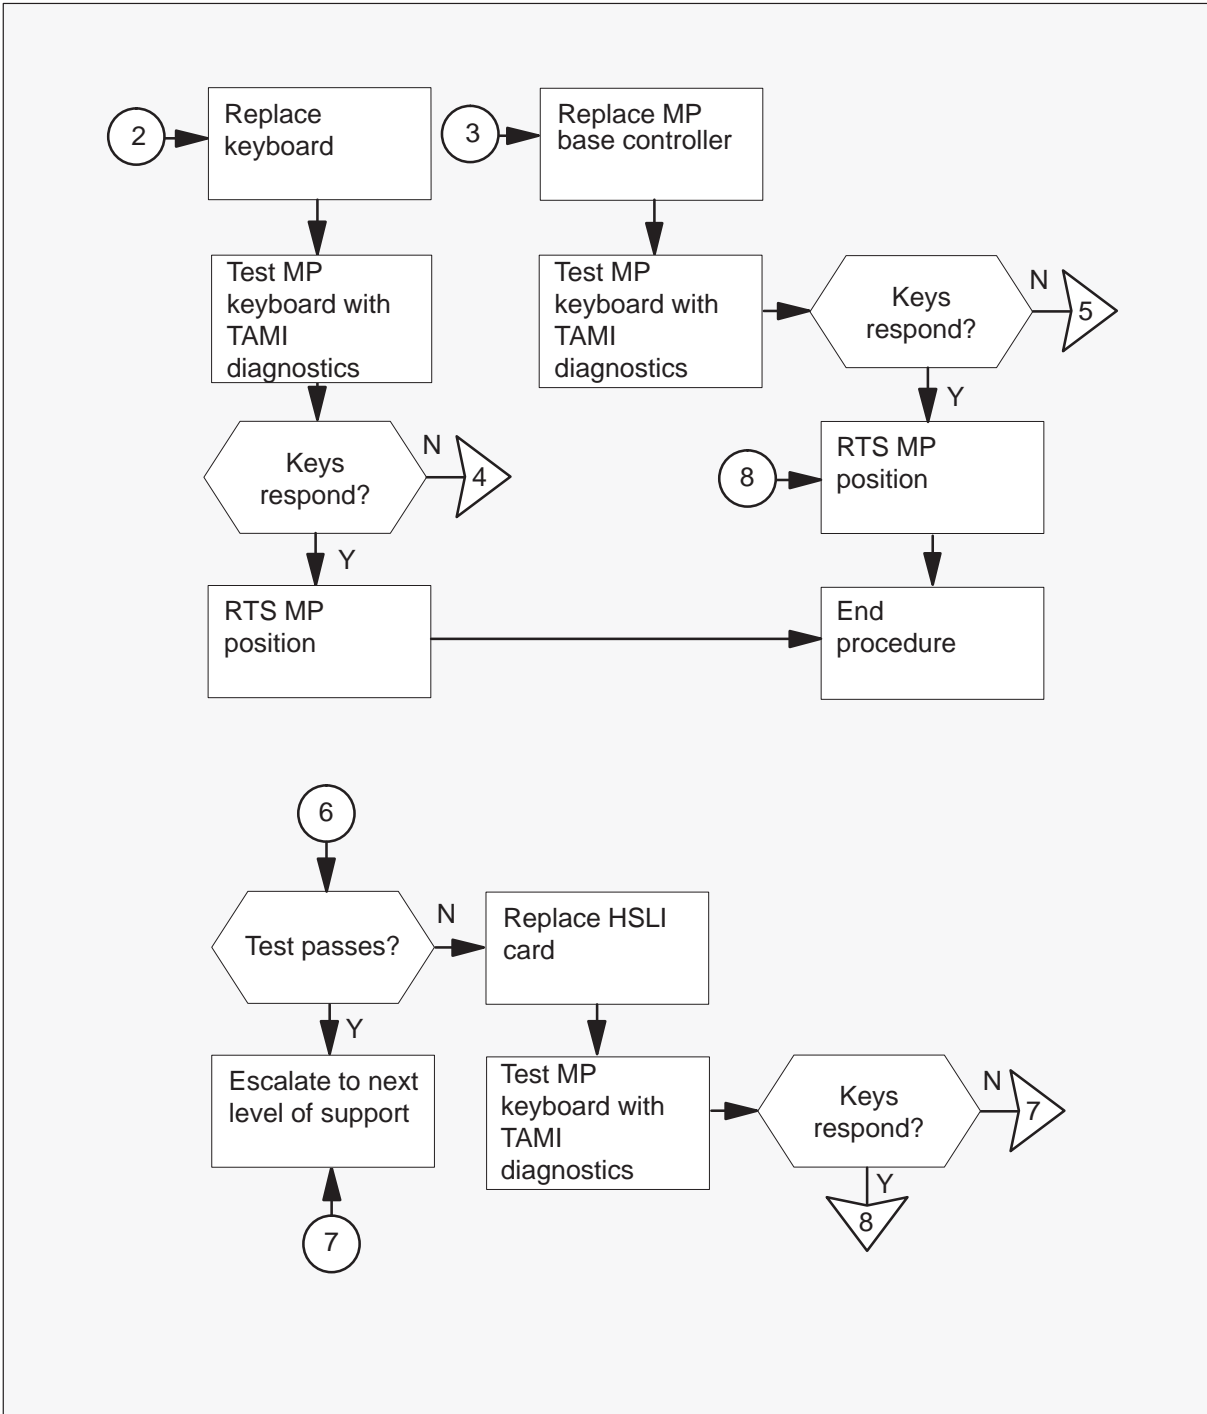 2
Replace
keyboard
3
Replace MP
base controller
Test MP
keyboard with
TAMI
diagnostics
Test MP
keyboard with
TAMI
diagnostics
Keys
respond?
N
5
Y
Keys
respond?
N
4
Y
8
RTS MP
position
RTS MP
position
End
procedure
6
Test passes?
N
Replace HSLI
card
Y
Escalate to next
level of support
Test MP
keyboard with
TAMI
diagnostics
Keys
respond?
N
7
Y
8
7